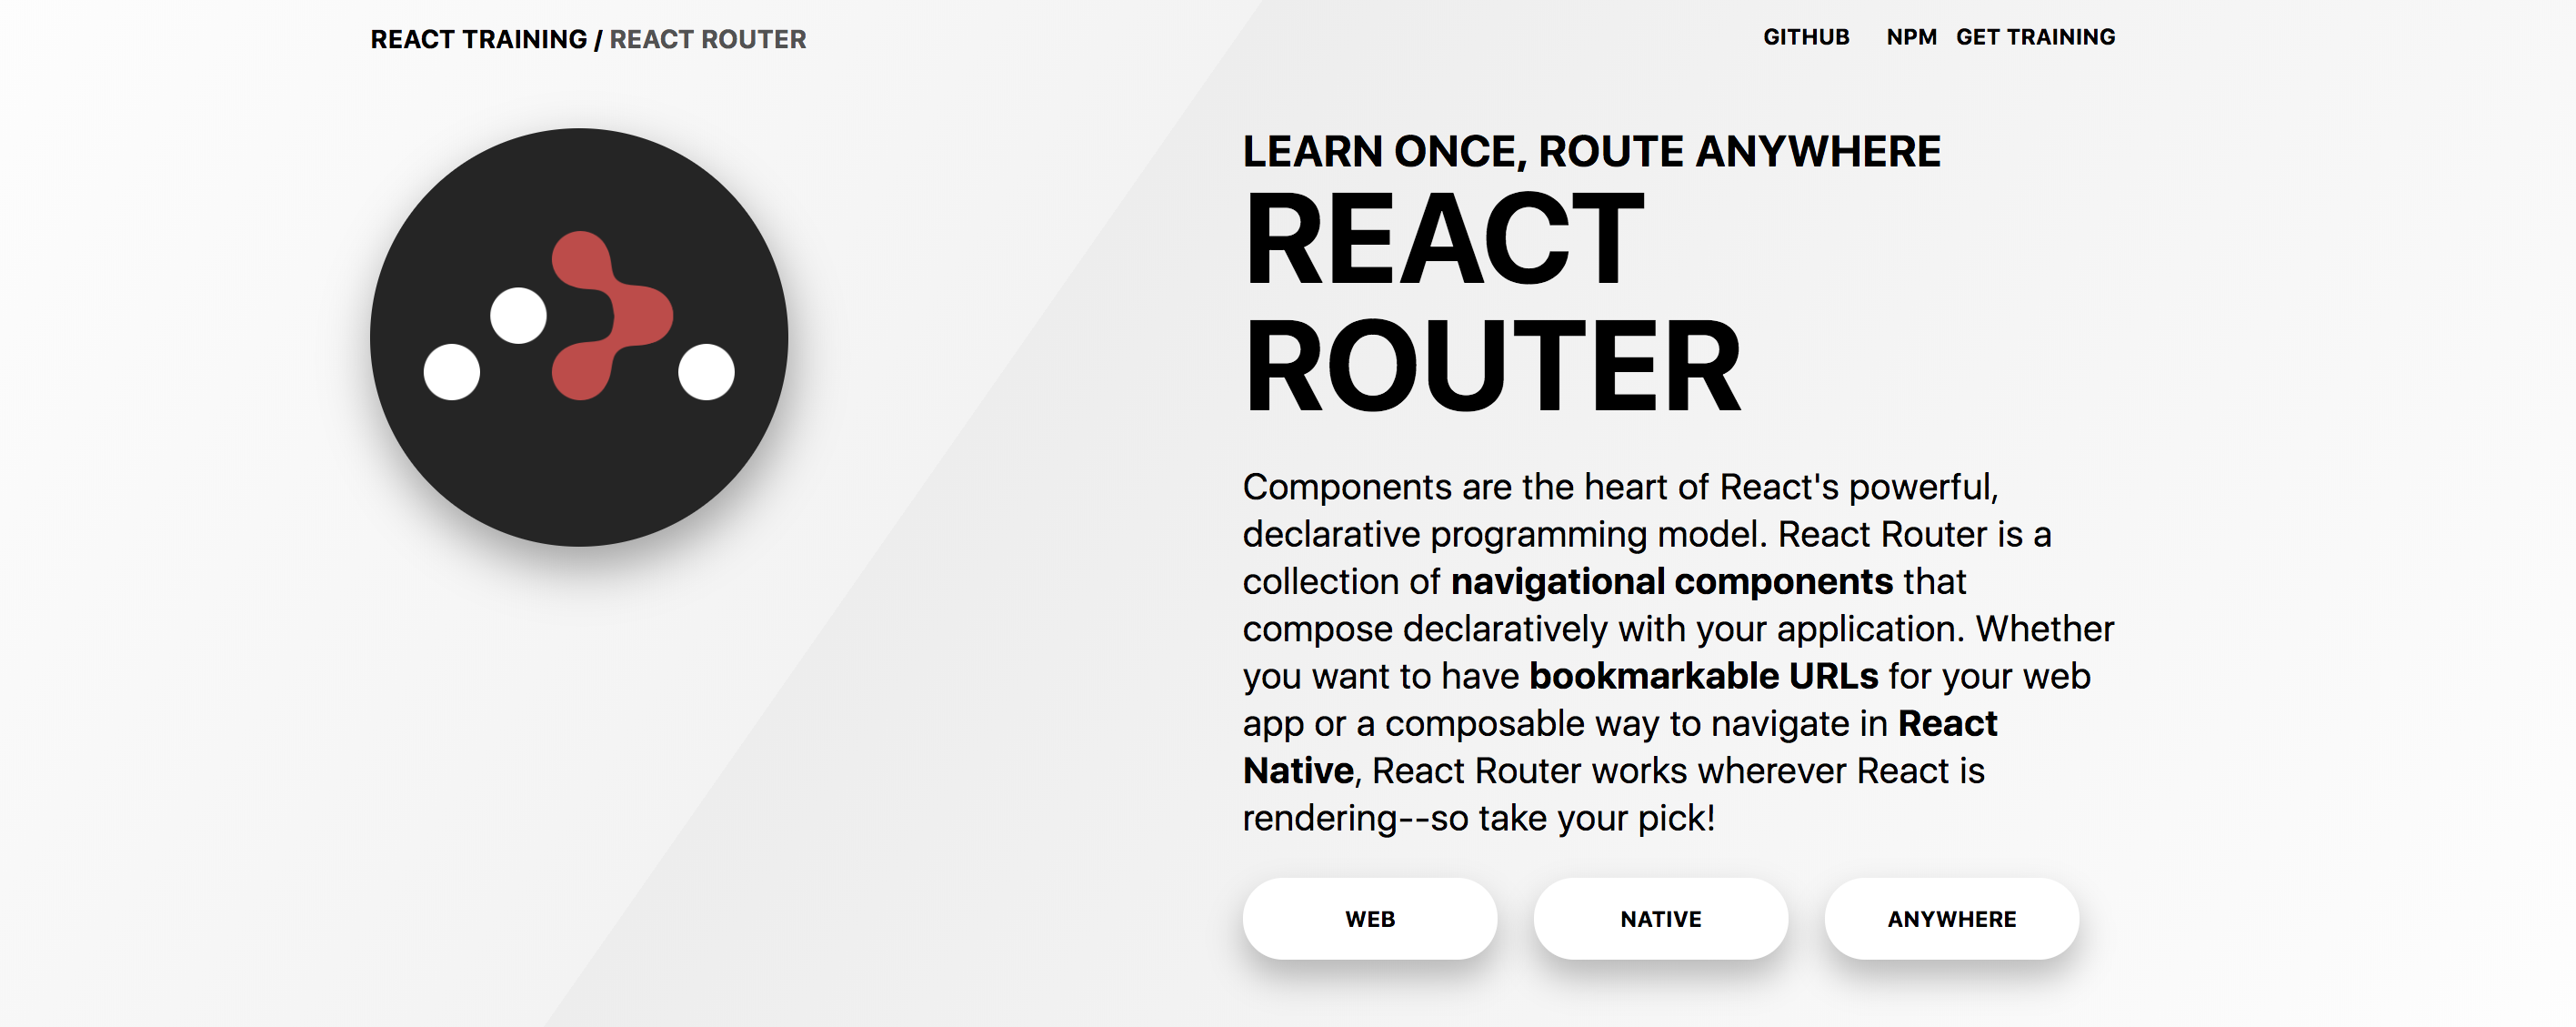 REACT TRAINING / REACT ROUTER
GITHUB NPM GET TRAINING
LEARN ONCE, ROUTE ANYWHERE
REACT
ROUTER
Components are the heart of React's powerful,
declarative programming model. React Router is a
collection of navigational components that
compose declaratively with your application. Whether
you want to have bookmarkable URLs for your web
app or a composable way to navigate in React
Native, React Router works wherever React is
rendering--so take your pick!
WEB NATIVE ANYWHERE